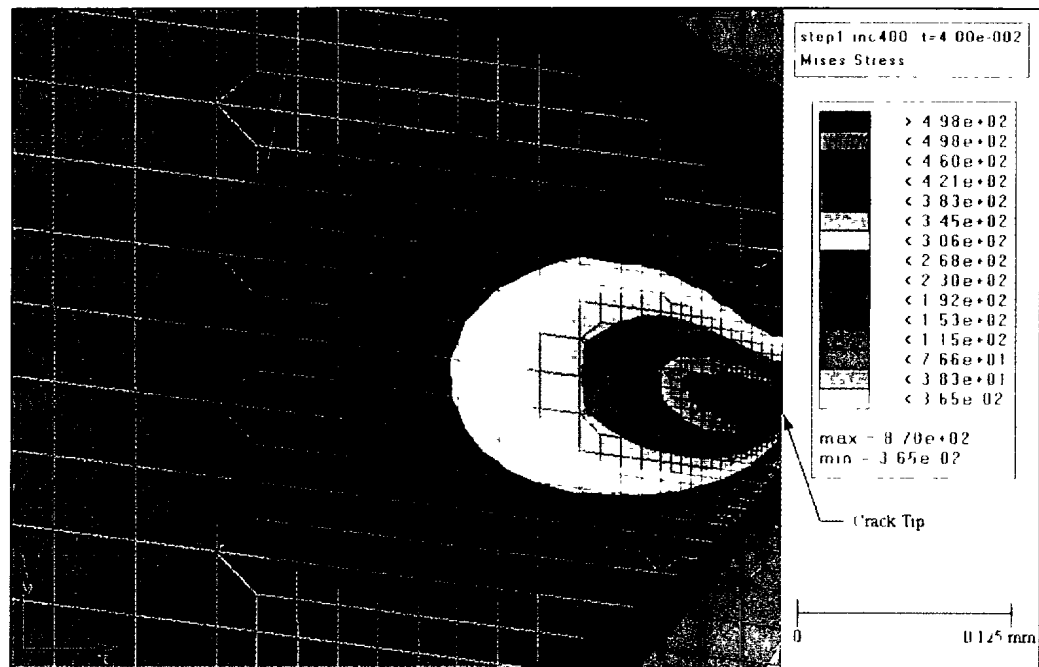 step1 inc400 t=4.00e-002
Mises Stress
> 4.98e+02
< 4.98e+02
< 4.60e+02
< 4.21e+02
< 3.83e+02
< 3.45e+02
< 3.06e+02
< 2.68e+02
< 2.30e+02
< 1.92e+02
< 1.53e+02
< 1.15e+02
< 7.66e+01
< 3.83e+01
< 3.65e-02
max = 8.70e+02
min = 3.65e-02
Crack Tip
0 0.125 mm